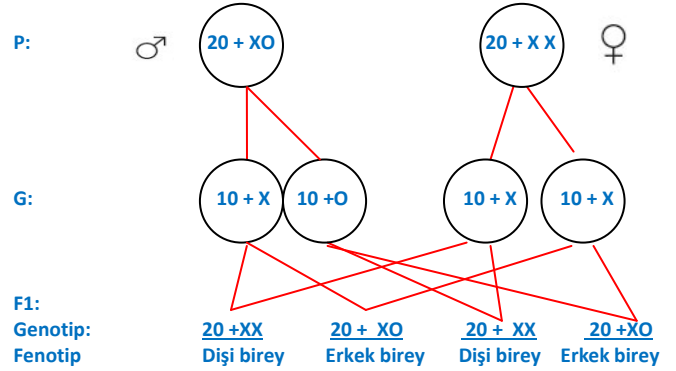 P: ♂ 20 + XO 20 + X X ♀
G: 10 + X 10 +O 10 + X 10 + X
F1:
Genotip: 20 +XX 20 + XO 20 + XX 20 +XO
Fenotip Dişi birey Erkek birey Dişi birey Erkek birey